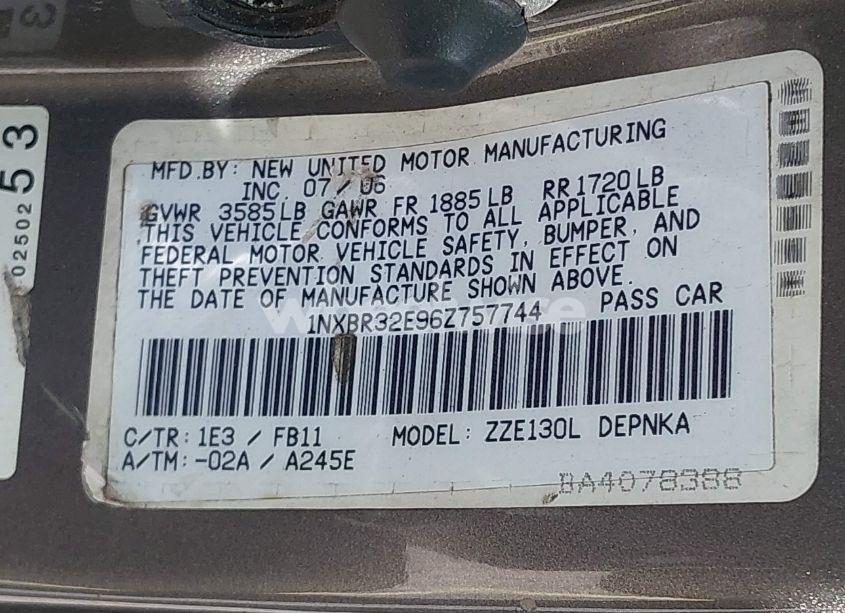 MFD.BY: NEW UNITED MOTOR MANUFACTURING
INC. 07/06
GVWR 3585LB GAWR FR 1885LB RR1720LB
THIS VEHICLE CONFORMS TO ALL APPLICABLE
FEDERAL MOTOR VEHICLE SAFETY, BUMPER, AND
THEFT PREVENTION STANDARDS IN EFFECT ON
THE DATE OF MANUFACTURE SHOWN ABOVE.
1NXBR32E96Z757744 PASS CAR
C/TR: 1E3 / FB11 MODEL: ZZE130L DEPNKA
A/TM: -02A / A245E
BA4078388
53
02502